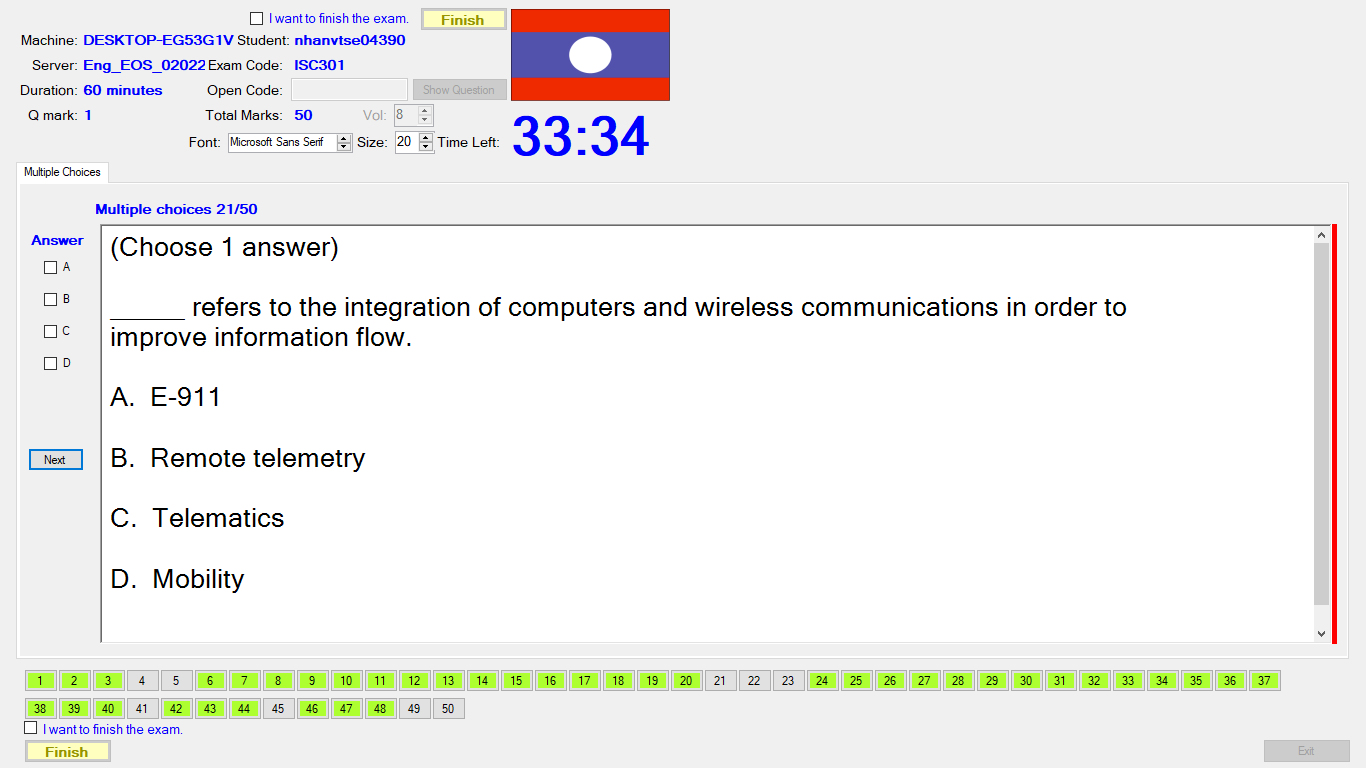 I want to finish the exam. Finish
Machine: DESKTOP-EG53G1V Student: nhanvtse04390
Server: Eng_EOS_02022 Exam Code: ISC301
Duration: 60 minutes Open Code: Show Question
Q mark: 1 Total Marks: 50 Vol: 8
Font: Microsoft Sans Serif Size: 20 Time Left: 33:34
Multiple Choices
Multiple choices 21/50
Answer
A
B
C
D
Next
(Choose 1 answer)
______ refers to the integration of computers and wireless communications in order to
improve information flow.
A. E-911
B. Remote telemetry
C. Telematics
D. Mobility
1 2 3 4 5 6 7 8 9 10 11 12 13 14 15 16 17 18 19 20 21 22 23 24 25 26 27 28 29 30 31 32 33 34 35 36 37
38 39 40 41 42 43 44 45 46 47 48 49 50
I want to finish the exam.
Finish Exit